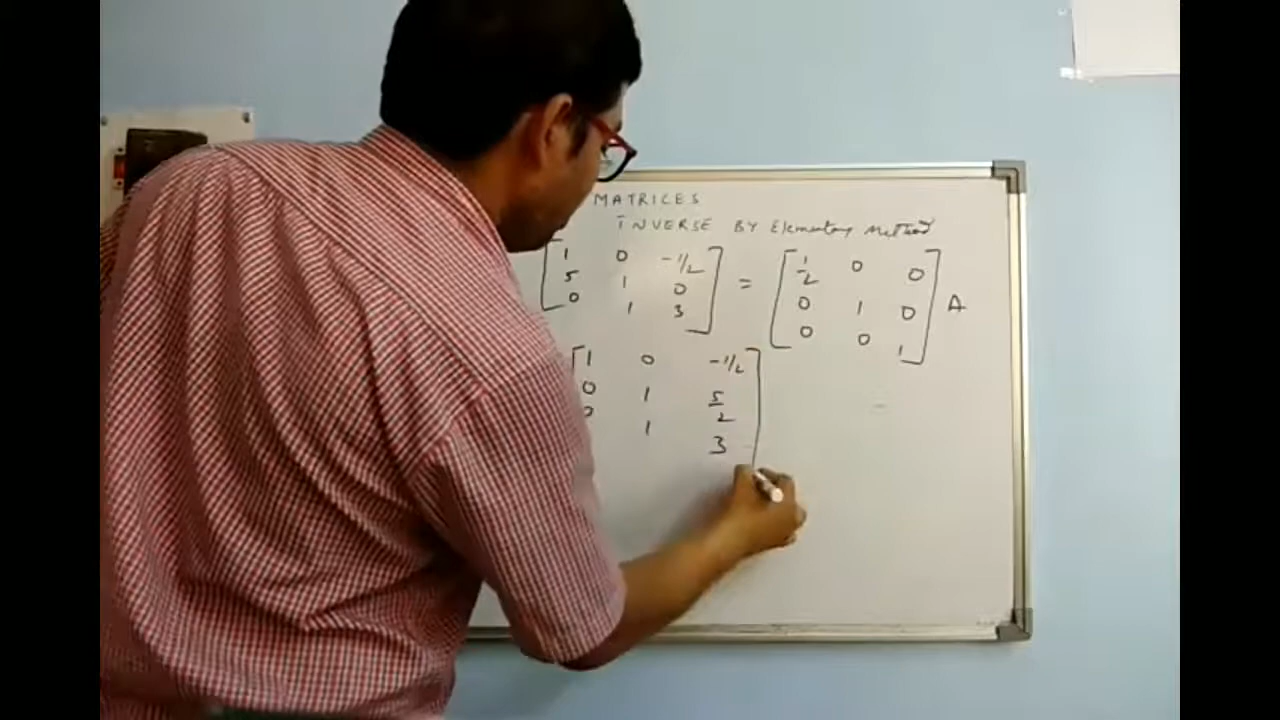 MATRICES
INVERSE BY Elementary Method
1 0 -1/2 = 1/2 0 0
5 1 0 0 1 0 A
0 1 3 0 0 1
1 0 -1/2
0 1 5/2
0 1 3